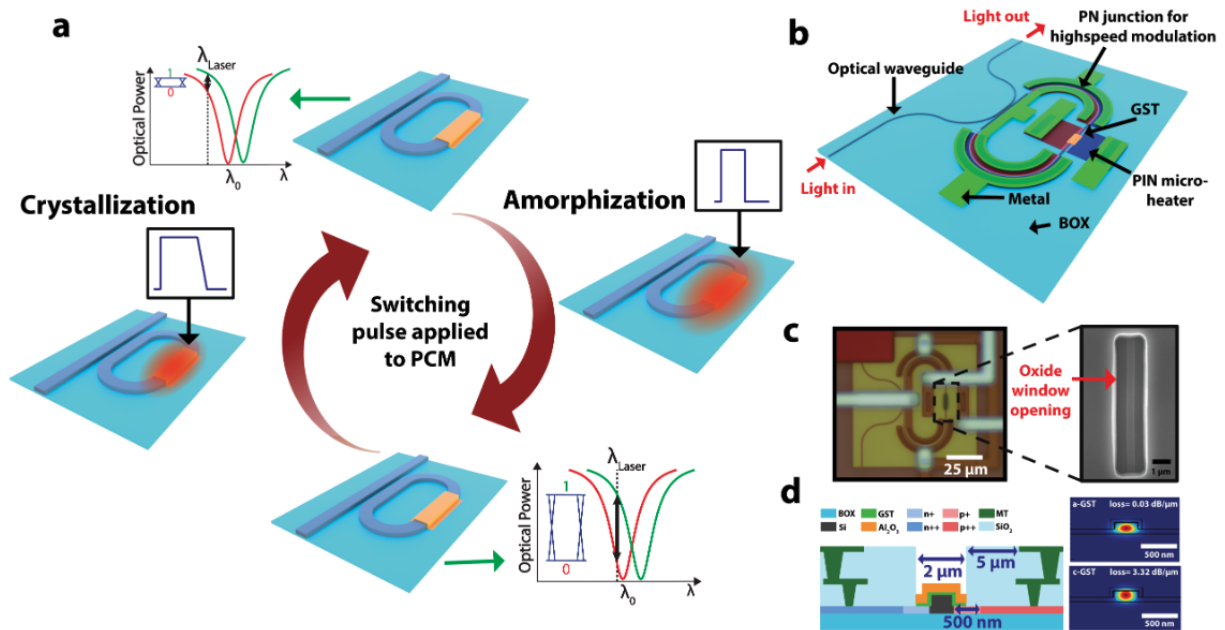 a
λLaser
1
0
Optical Power
λ0
λ
Crystallization
Amorphization
Switching
pulse applied
to PCM
λLaser
1
0
Optical Power
λ0
λ
b
Light out
PN junction for
highspeed modulation
Optical waveguide
GST
Light in
PIN micro-
heater
Metal
BOX
c
Oxide
window
opening
25 µm
1 µm
d
BOX GST n+ p+ MT
Si Al2O3 n++ p++ SiO2
2 µm
5 µm
500 nm
a-GST loss= 0.03 dB/µm
500 nm
c-GST loss= 3.32 dB/µm
500 nm